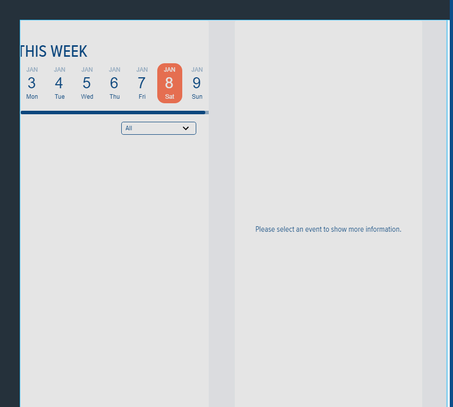 THIS WEEK
JAN JAN JAN JAN JAN JAN JAN
3 4 5 6 7 8 9
Mon Tue Wed Thu Fri Sat Sun
All
Please select an event to show more information.